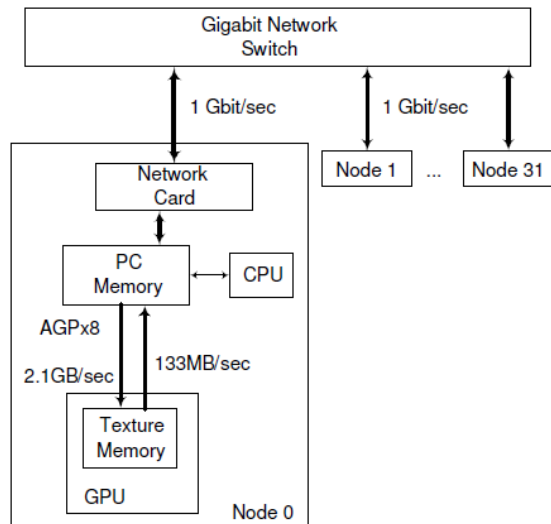 Gigabit Network
Switch
1 Gbit/sec
1 Gbit/sec
Network
Card
Node 1
...
Node 31
PC
Memory
CPU
AGPx8
2.1GB/sec
133MB/sec
Texture
Memory
GPU
Node 0